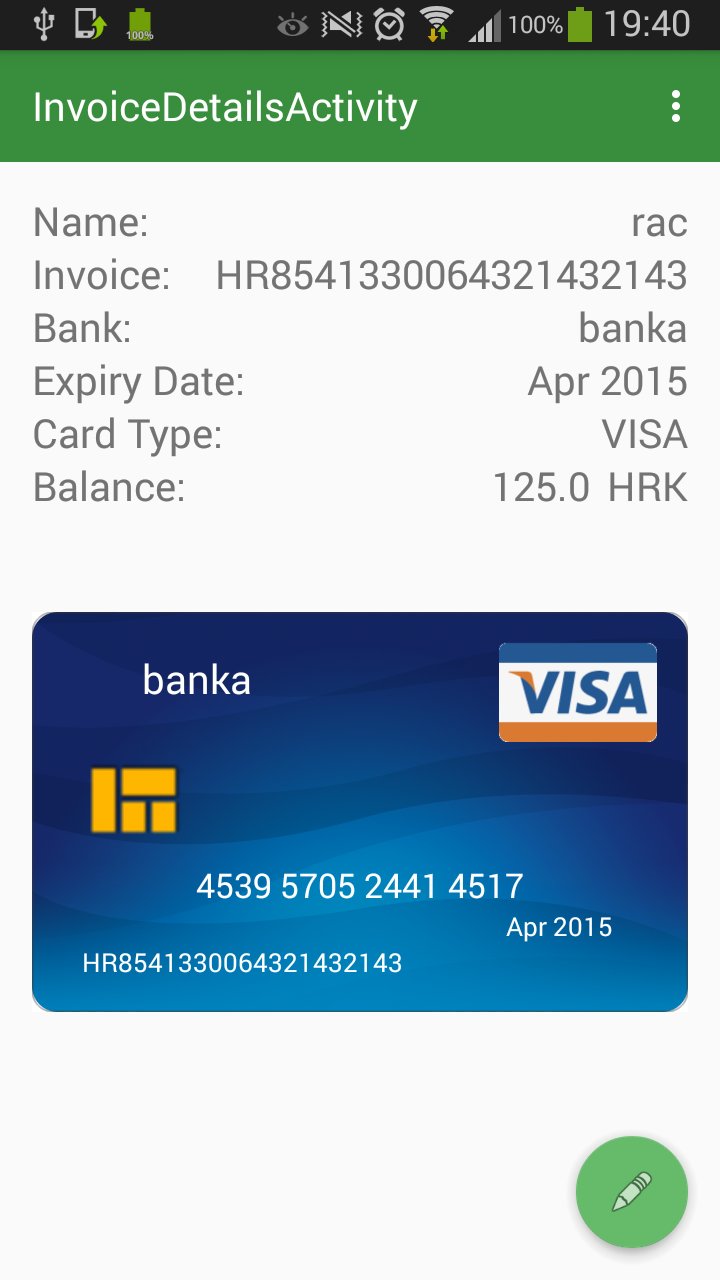 100%
100%
19:40
InvoiceDetailsActivity
Name: rac
Invoice: HR8541330064321432143
Bank: banka
Expiry Date: Apr 2015
Card Type: VISA
Balance: 125.0 HRK
banka
VISA
4539 5705 2441 4517
Apr 2015
HR8541330064321432143